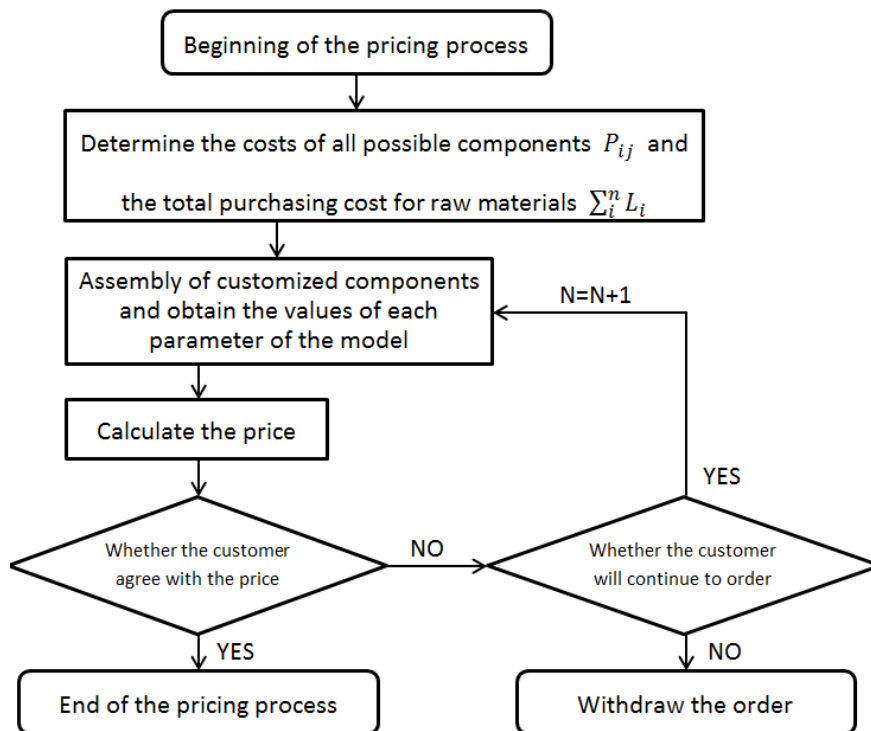 Beginning of the pricing process
Determine the costs of all possible components $P_{ij}$ and
the total purchasing cost for raw materials $\sum_{i}^{n} L_i$
Assembly of customized components
and obtain the values of each
parameter of the model
N=N+1
Calculate the price
YES
Whether the customer
agree with the price
NO
Whether the customer
will continue to order
YES
NO
End of the pricing process
Withdraw the order